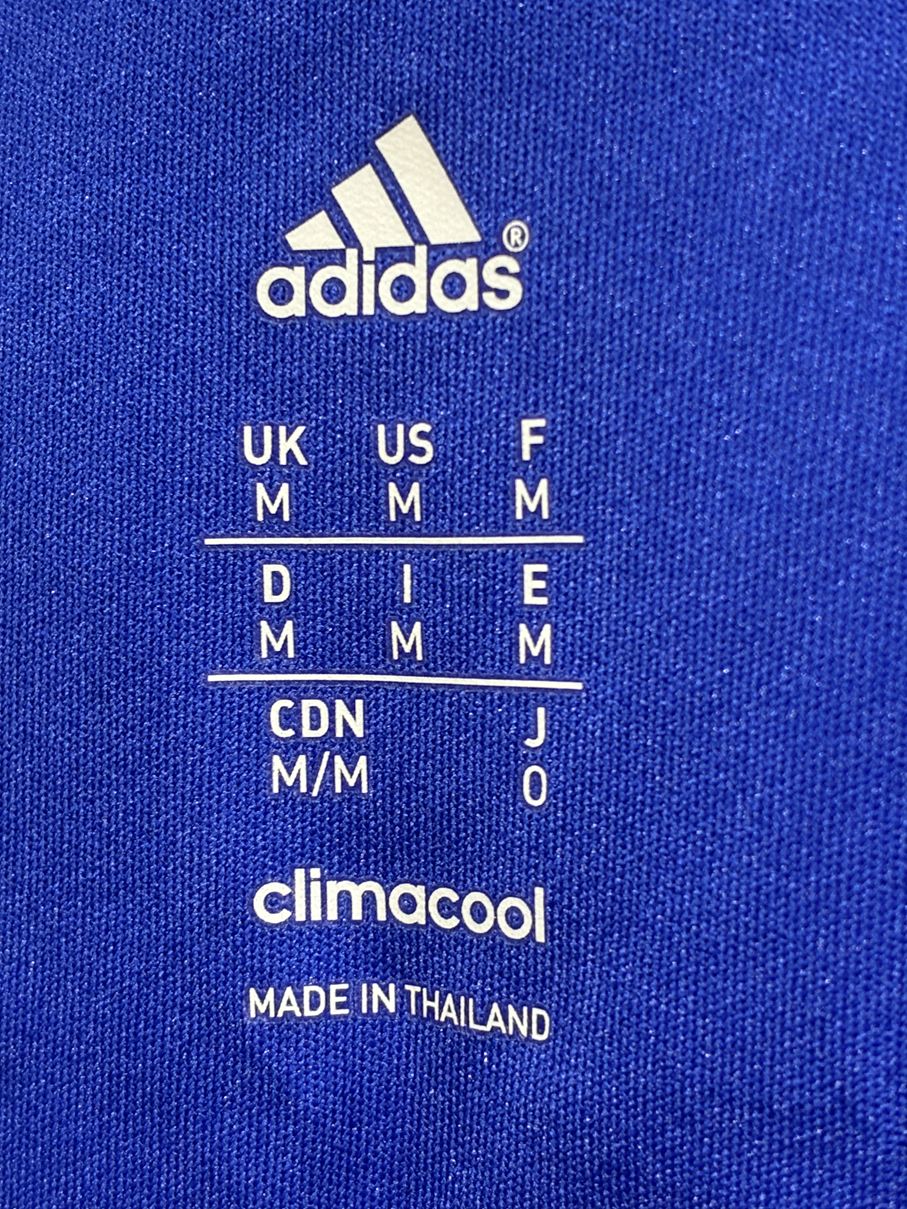 adidas®
UK US F
M M M
D I E
M M M
CDN J
M/M O
climacool
MADE IN THAILAND